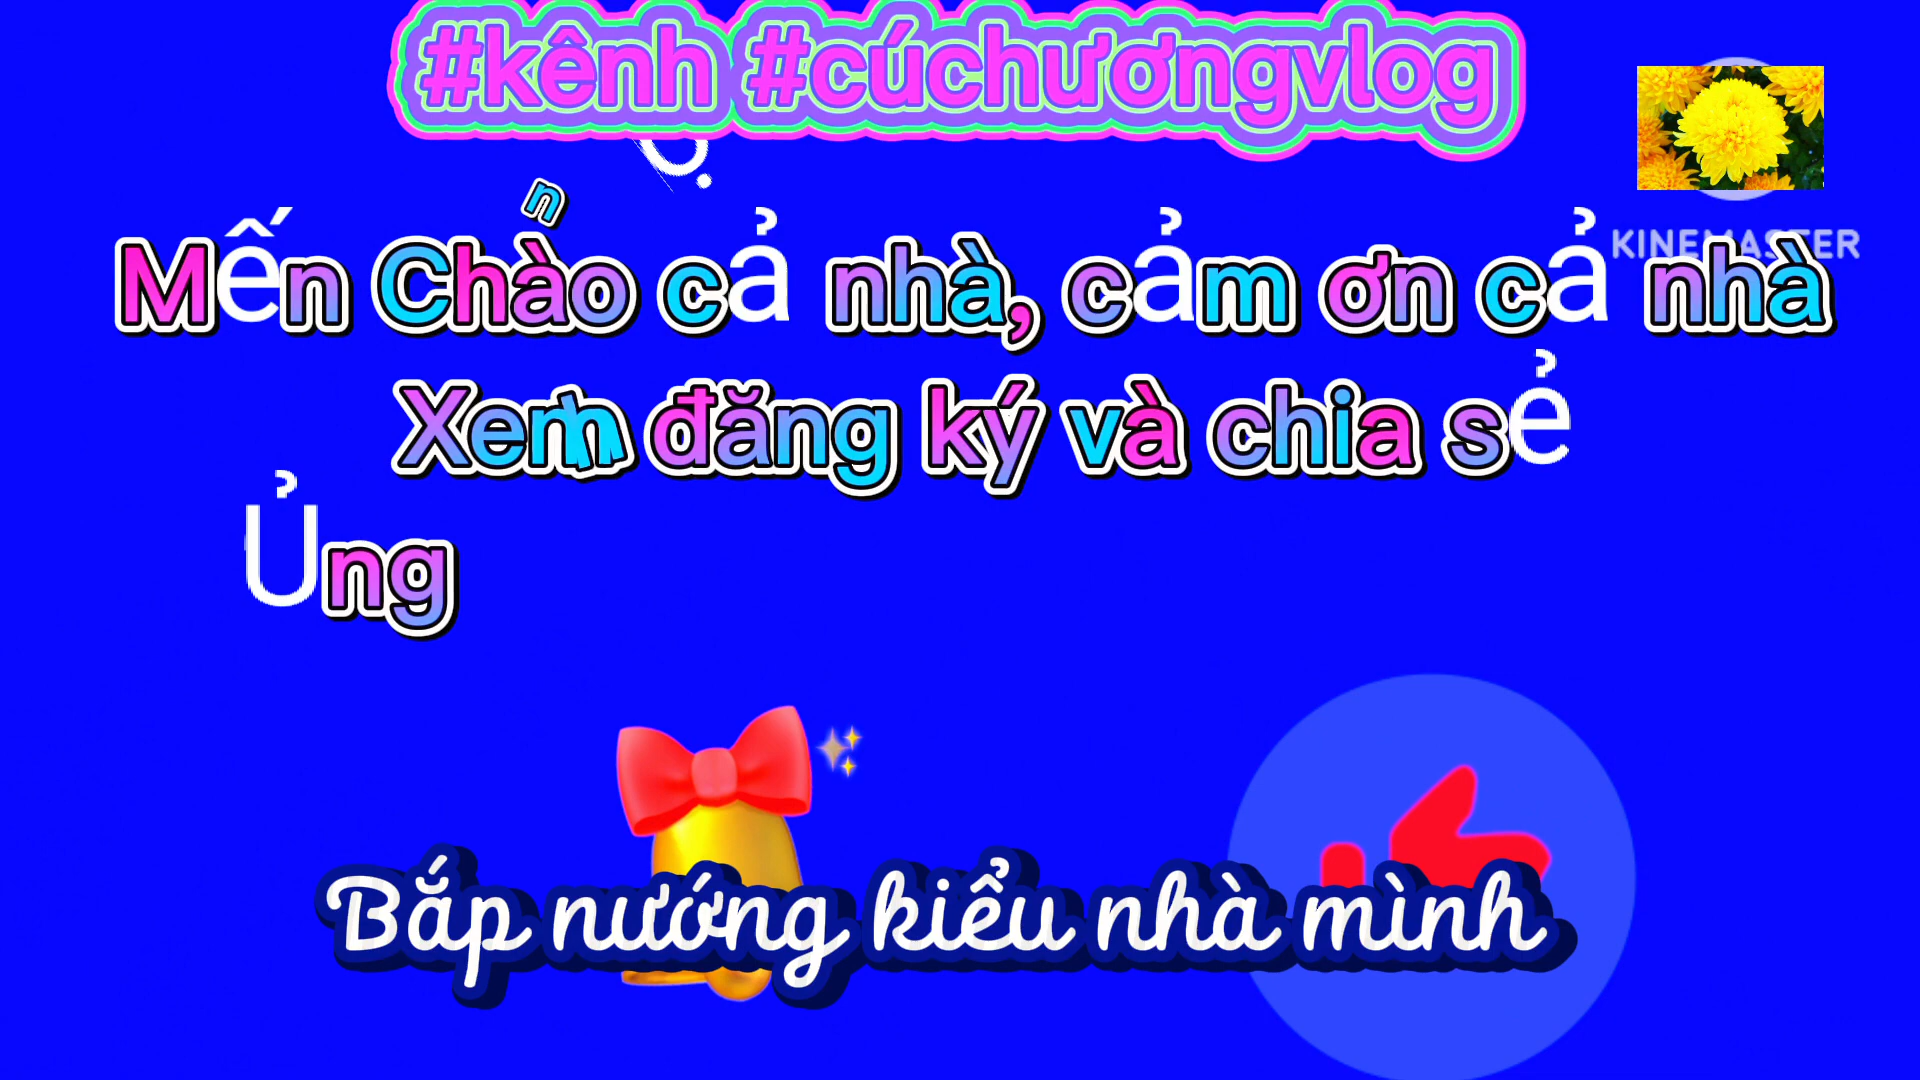 #kênh #cúchươngvlog
KINEMASTER
Mến Chào cả nhà, cảm ơn cả nhà
Xem đăng ký và chia sẻ
Ủng
Bắp nướng kiểu nhà mình